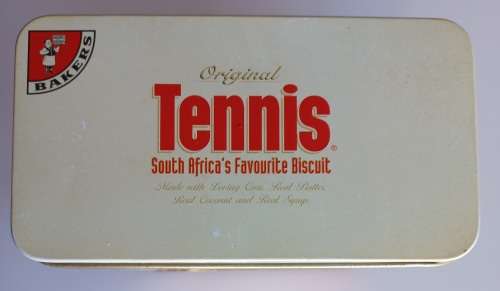 BAKERS
Original
Tennis®
South Africa's Favourite Biscuit
Made with Loving Care, Real Butter,
Real Coconut and Real Syrup.